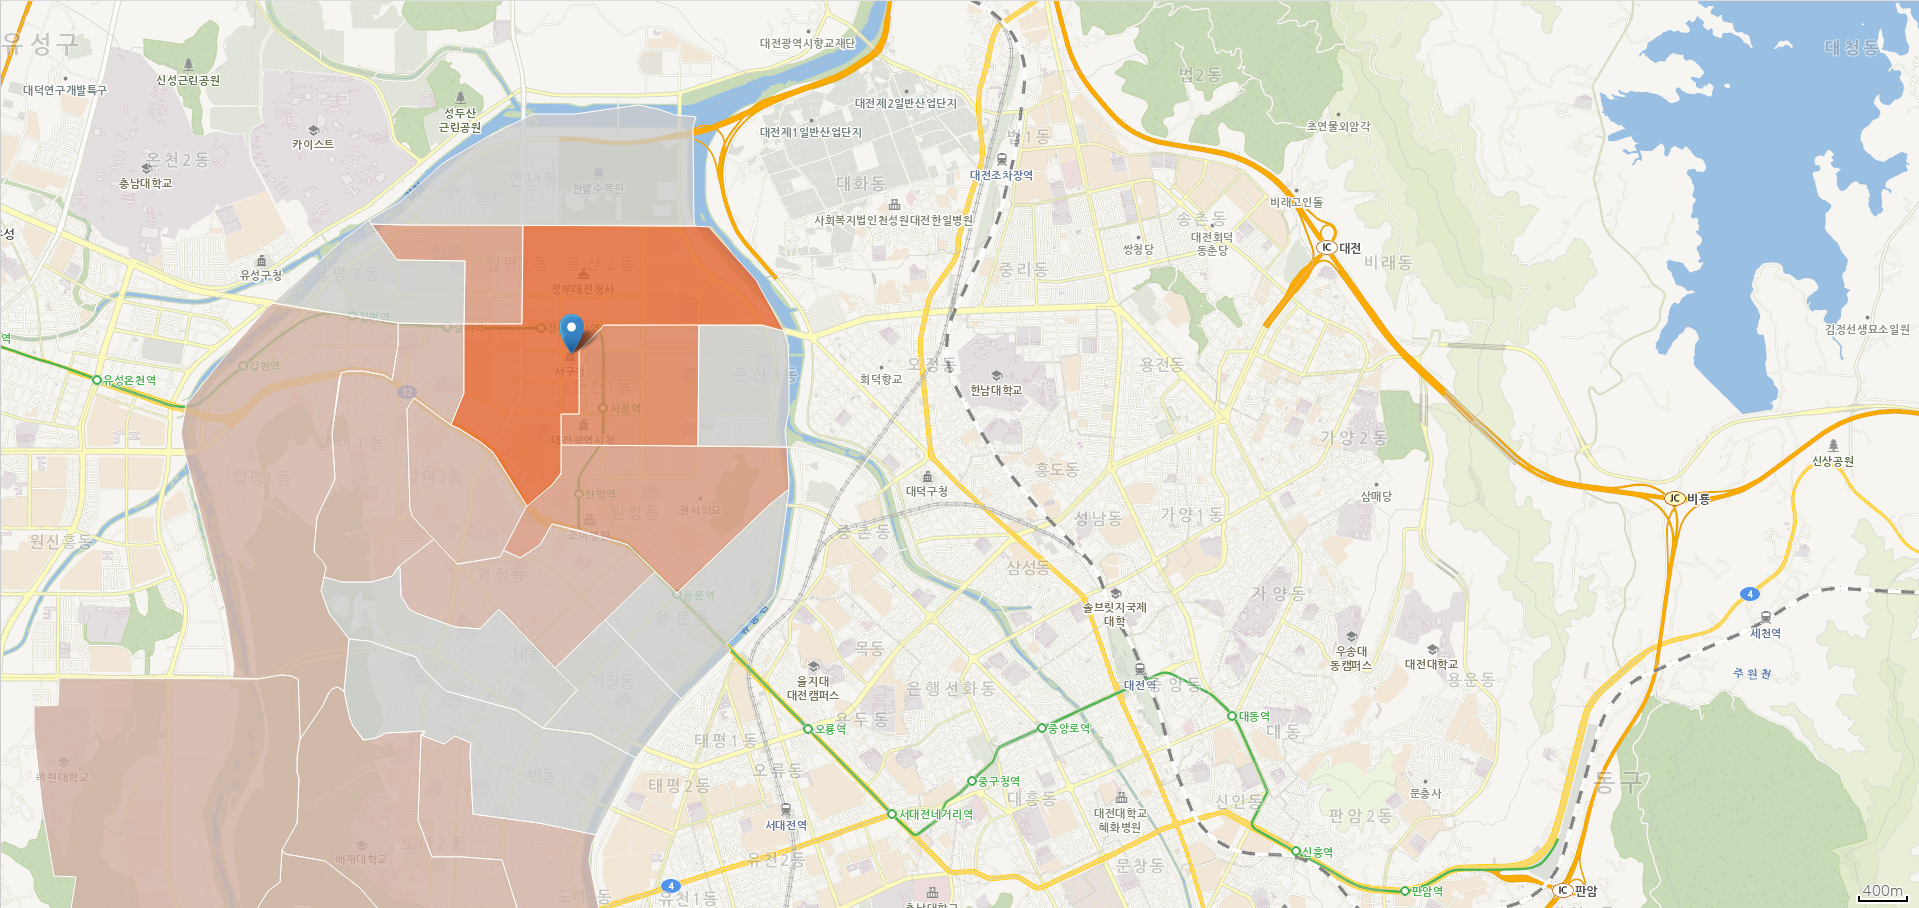 유성구
대전광역시향교재단
대청동
신성근린공원
법2동
대덕연구개발특구
성두산
근린공원
대전제2일반산업단지
카이스트
대전제1일반산업단지
초연물외암각
법1동
온천2동
충남대학교
대전조차장역
만년동
한밭수목원
대화동
비래고인돌
사회복지법인천성원대전한일병원
송촌동
대전회덕
동춘당
쌍청당
IC 대전
유성구청
월평3동
월평2동
둔산2동
정부대전청사
중리동
비래동
월평역
갈마역
김정선생묘소일원
서구청
둔산1동
둔산3동
갈천역
오정동
용전동
유성온천역
회덕향교
한남대학교
32
시청역
대전광역시청
갈마1동
갈마2동
월평1동
가양2동
신상공원
홍도동
대덕구청
탄방역
탄방동
권시의묘
삼매당
JC 비룡
성남동
가양1동
원신흥동
중촌동
괴정동
삼성동
용문역
용문동
자양동
솔브릿지국제
대학
4
세천역
유등천
내동
가장동
목동
을지대
대전캠퍼스
우송대
동캠퍼스
대전대학교
용운동
주원천
대전역
중앙동
은행선화동
용두동
오룡역
중앙로역
대동역
대동
태평1동
오류동
태평2동
목원대학교
변동
중구청역
동구
대흥동
신인동
문충사
서대전네거리역
서대전역
대전대학교
혜화병원
판암2동
배재대학교
유천2동
문창동
신흥역
4
유천1동
판암역
IC 판암
충남대학교
400m